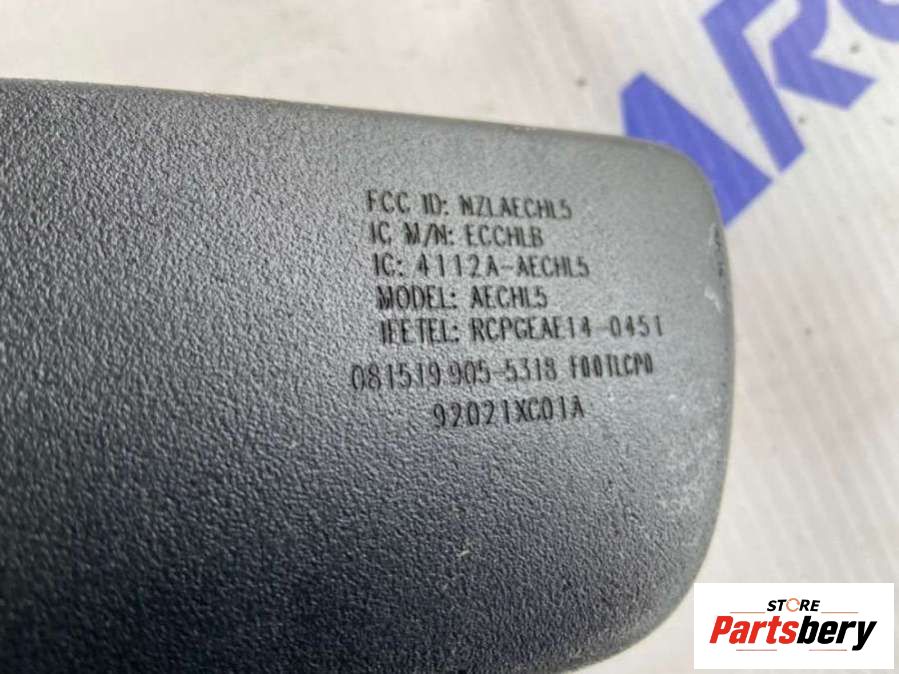 FCC ID: NZLAECHL5
IC M/N: ECCHLB
IC: 4112A-AECHL5
MODEL: AECHL5
IFETEL: RCPGEAE14-0451
081519 905-5318 F00TLCP0
92021XC01A
STORE
Partsbery